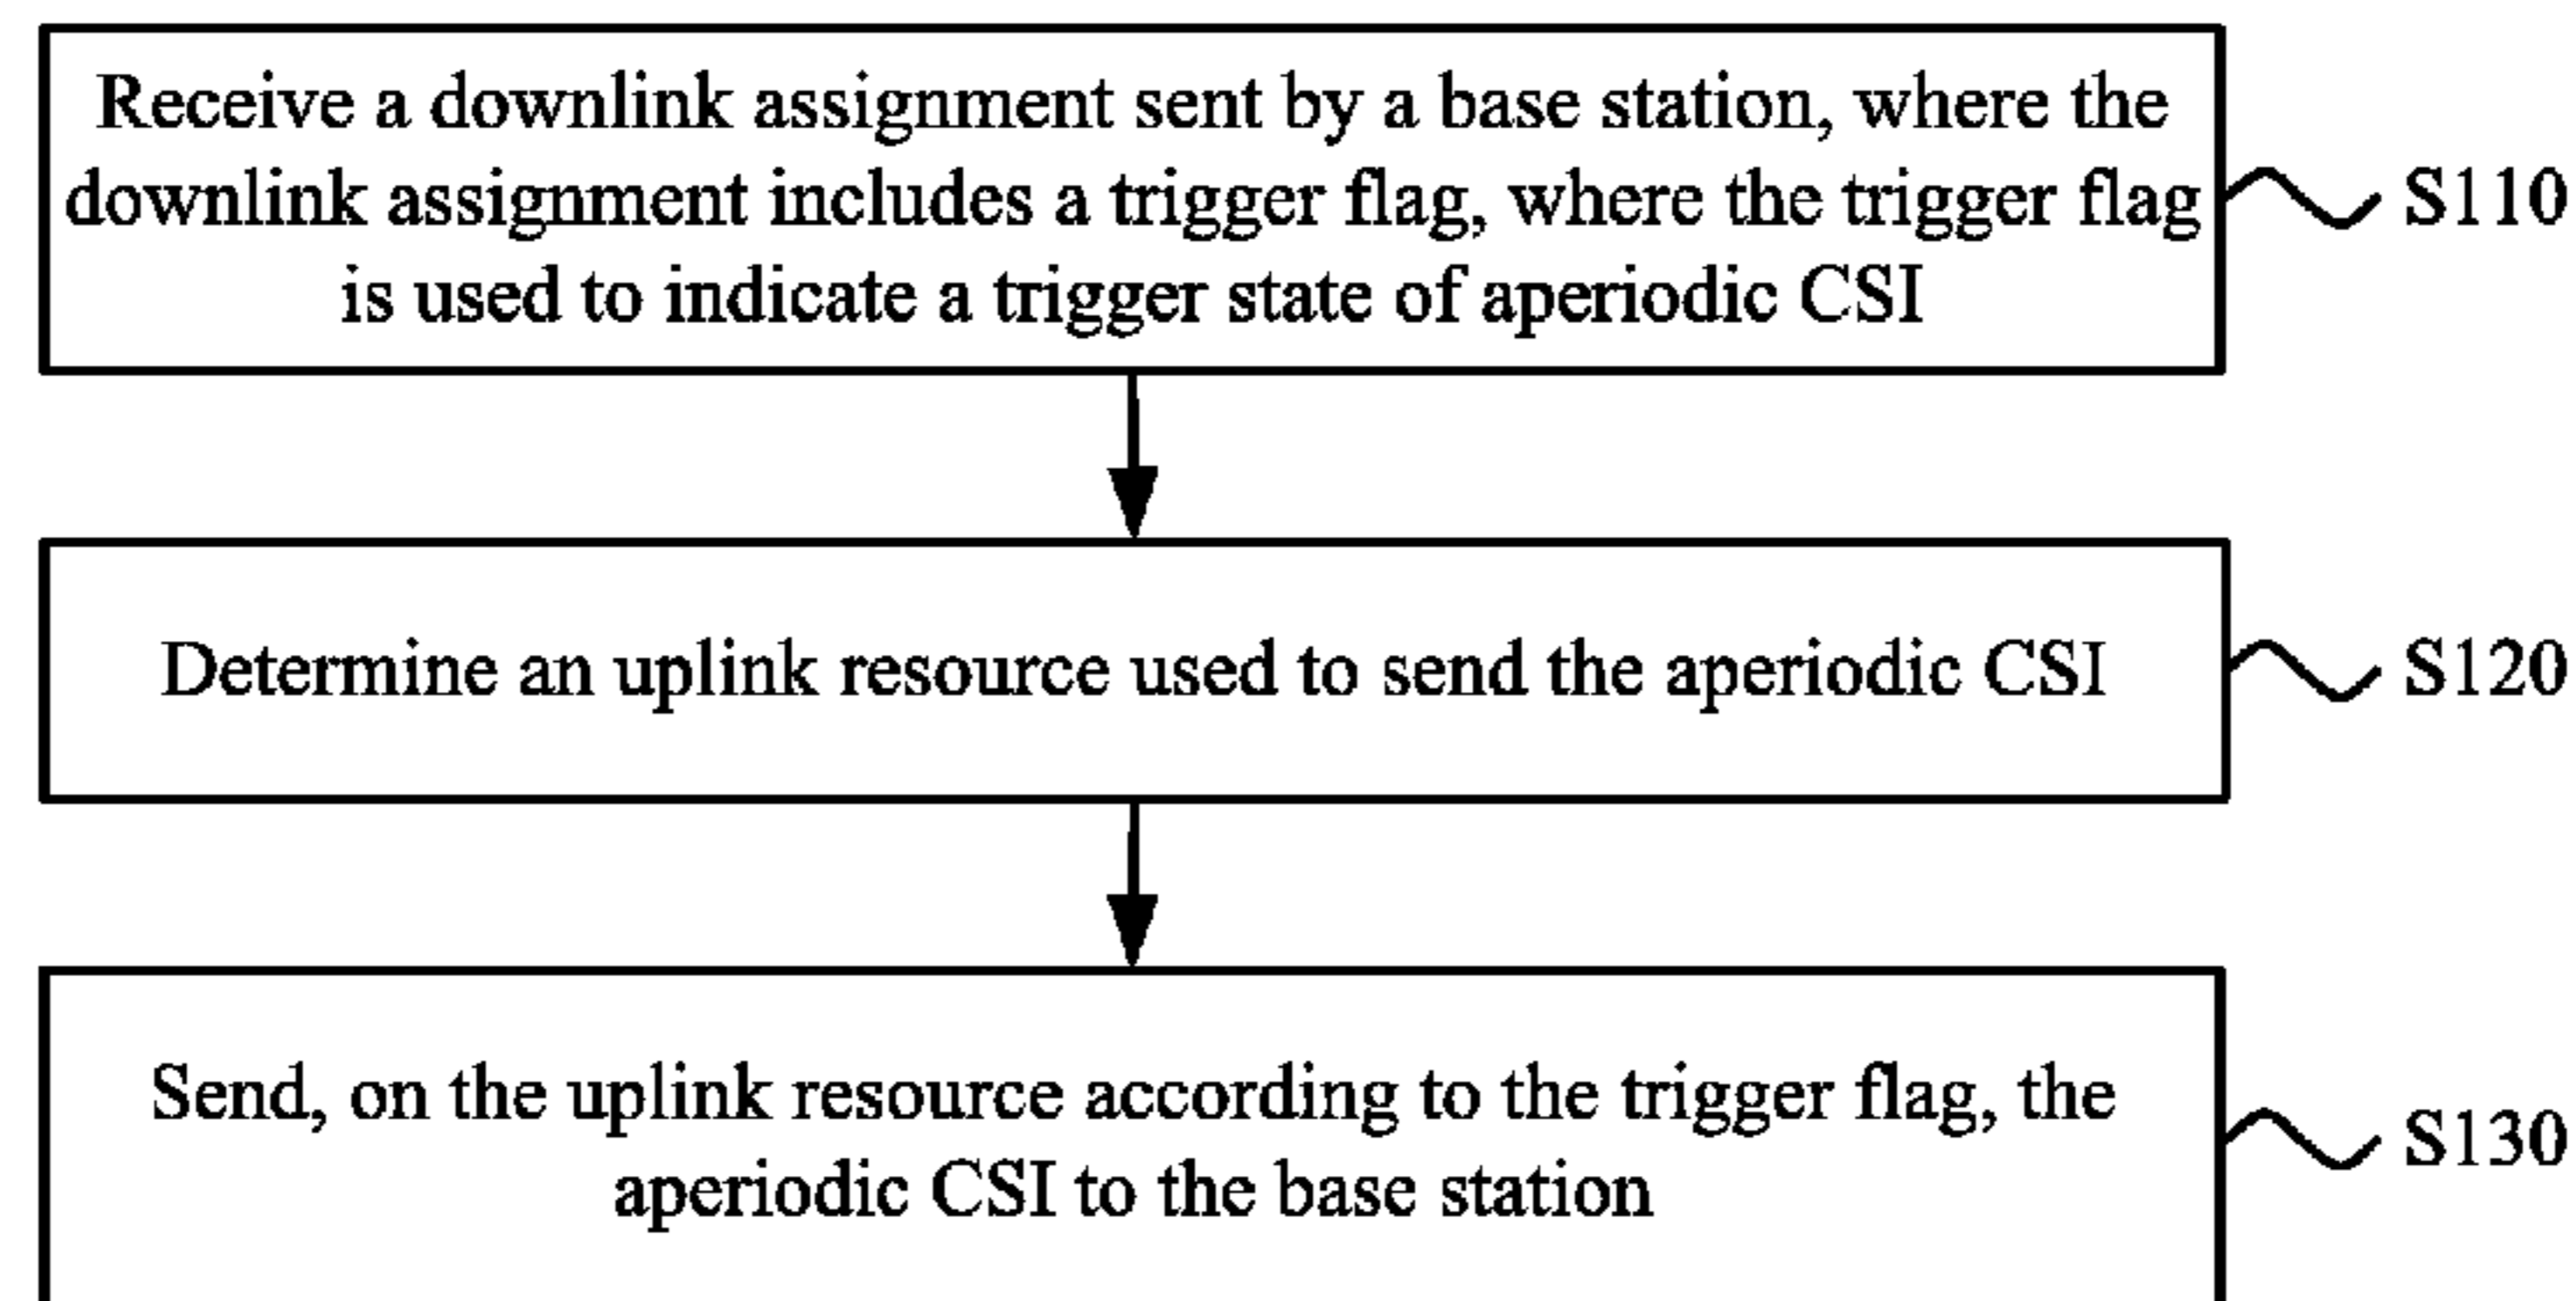 Receive a downlink assignment sent by a base station, where the
downlink assignment includes a trigger flag, where the trigger flag
is used to indicate a trigger state of aperiodic CSI
S110
Determine an uplink resource used to send the aperiodic CSI
S120
Send, on the uplink resource according to the trigger flag, the
aperiodic CSI to the base station
S130